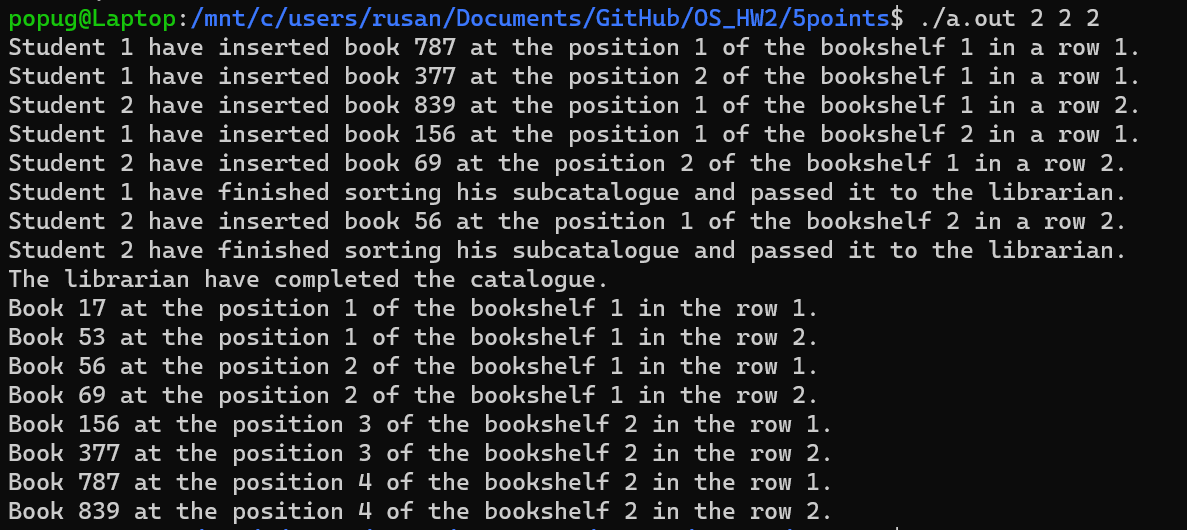 popug@Laptop:/mnt/c/users/rusan/Documents/GitHub/OS_HW2/5points$ ./a.out 2 2 2
Student 1 have inserted book 787 at the position 1 of the bookshelf 1 in a row 1.
Student 1 have inserted book 377 at the position 2 of the bookshelf 1 in a row 1.
Student 2 have inserted book 839 at the position 1 of the bookshelf 1 in a row 2.
Student 1 have inserted book 156 at the position 1 of the bookshelf 2 in a row 1.
Student 2 have inserted book 69 at the position 2 of the bookshelf 1 in a row 2.
Student 1 have finished sorting his subcatalogue and passed it to the librarian.
Student 2 have inserted book 56 at the position 1 of the bookshelf 2 in a row 2.
Student 2 have finished sorting his subcatalogue and passed it to the librarian.
The librarian have completed the catalogue.
Book 17 at the position 1 of the bookshelf 1 in the row 1.
Book 53 at the position 1 of the bookshelf 1 in the row 2.
Book 56 at the position 2 of the bookshelf 1 in the row 1.
Book 69 at the position 2 of the bookshelf 1 in the row 2.
Book 156 at the position 3 of the bookshelf 2 in the row 1.
Book 377 at the position 3 of the bookshelf 2 in the row 2.
Book 787 at the position 4 of the bookshelf 2 in the row 1.
Book 839 at the position 4 of the bookshelf 2 in the row 2.